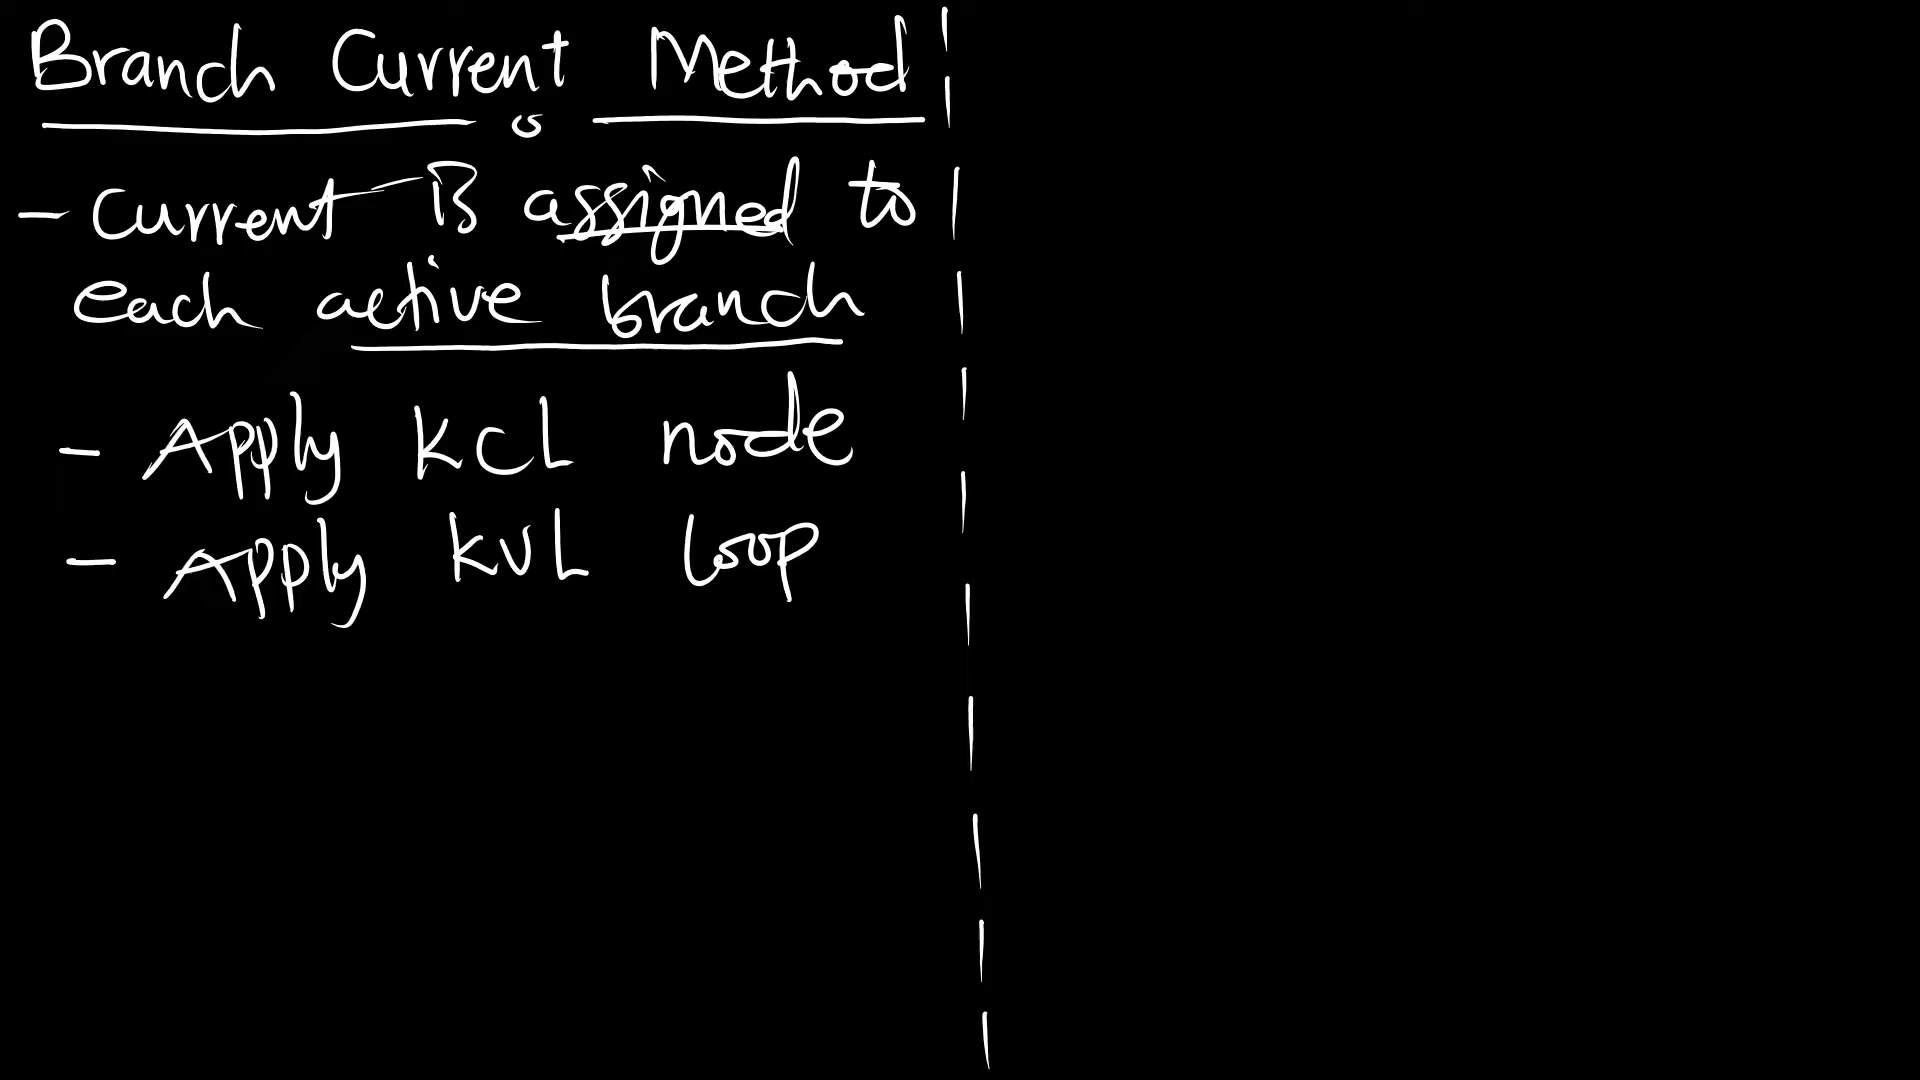 Branch Current Method
- Current is assigned to
each active branch
- Apply KCL node
- Apply KVL loop